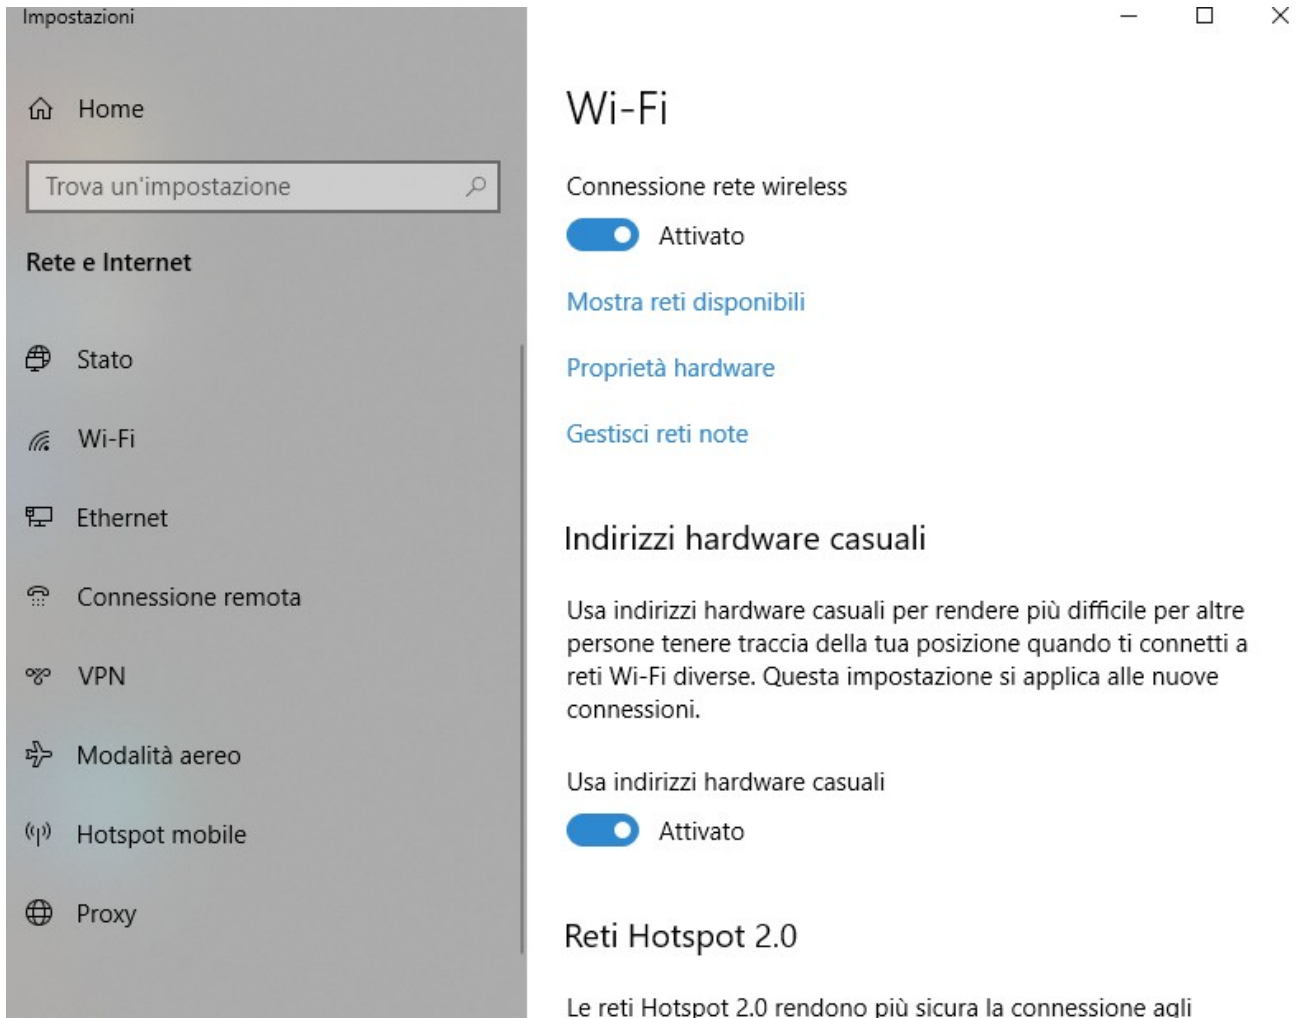 Impostazioni
Home
Trova un'impostazione
Rete e Internet
Stato
Wi-Fi
Ethernet
Connessione remota
VPN
Modalità aereo
Hotspot mobile
Proxy
Wi-Fi
Connessione rete wireless
Attivato
Mostra reti disponibili
Proprietà hardware
Gestisci reti note
Indirizzi hardware casuali
Usa indirizzi hardware casuali per rendere più difficile per altre
persone tenere traccia della tua posizione quando ti connetti a
reti Wi-Fi diverse. Questa impostazione si applica alle nuove
connessioni.
Usa indirizzi hardware casuali
Attivato
Reti Hotspot 2.0
Le reti Hotspot 2.0 rendono più sicura la connessione agli